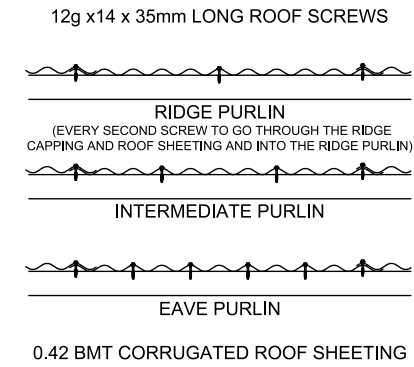 12g x14 x 35mm LONG ROOF SCREWS
RIDGE PURLIN
(EVERY SECOND SCREW TO GO THROUGH THE RIDGE
CAPPING AND ROOF SHEETING AND INTO THE RIDGE PURLIN)
INTERMEDIATE PURLIN
EAVE PURLIN
0.42 BMT CORRUGATED ROOF SHEETING